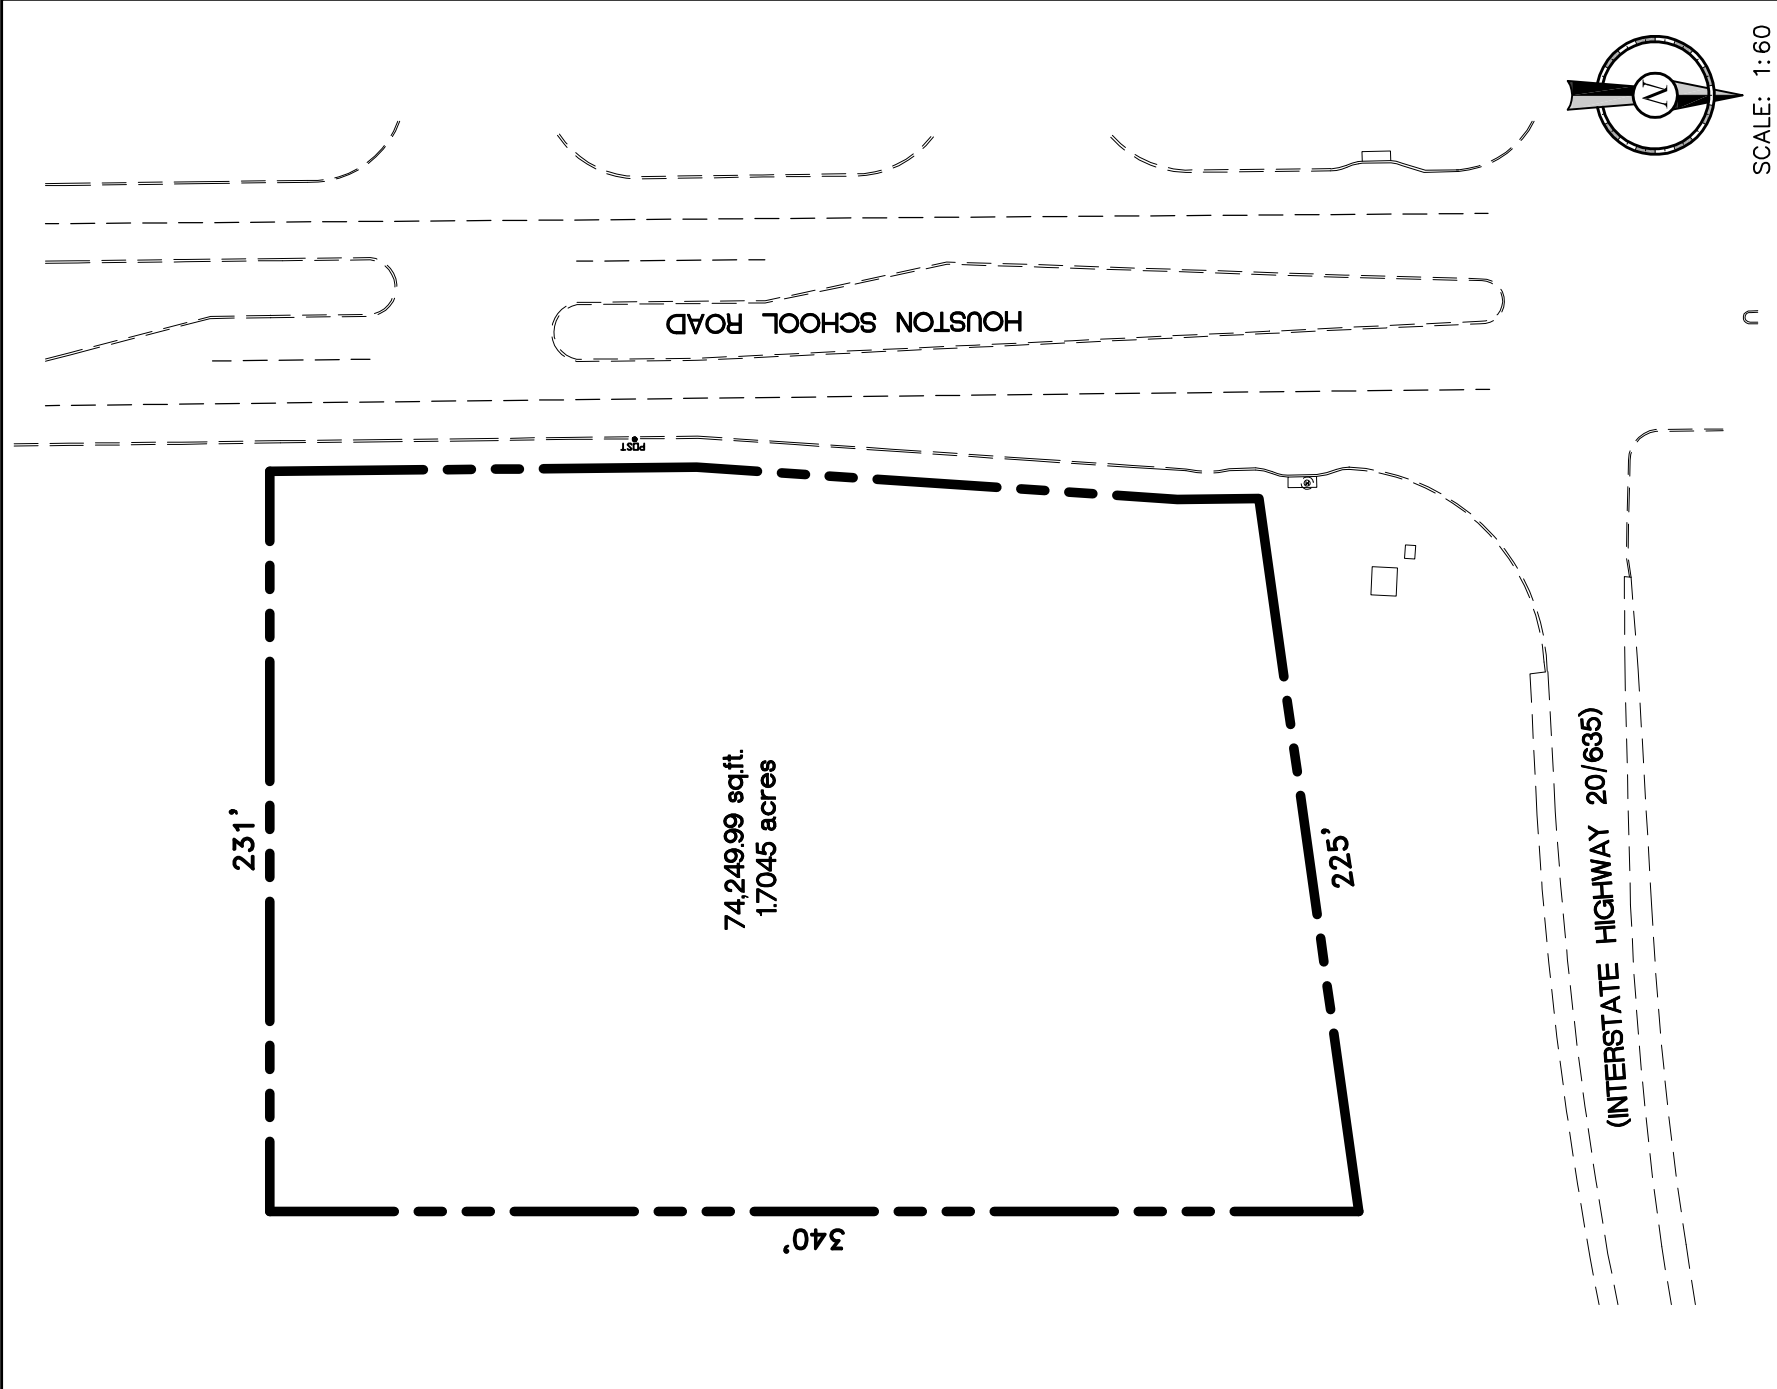 N
SCALE: 1:60
HOUSTON SCHOOL ROAD
POST
231'
74,249.99 sq.ft.
1.7045 acres
225'
340'
(INTERSTATE HIGHWAY 20/635)